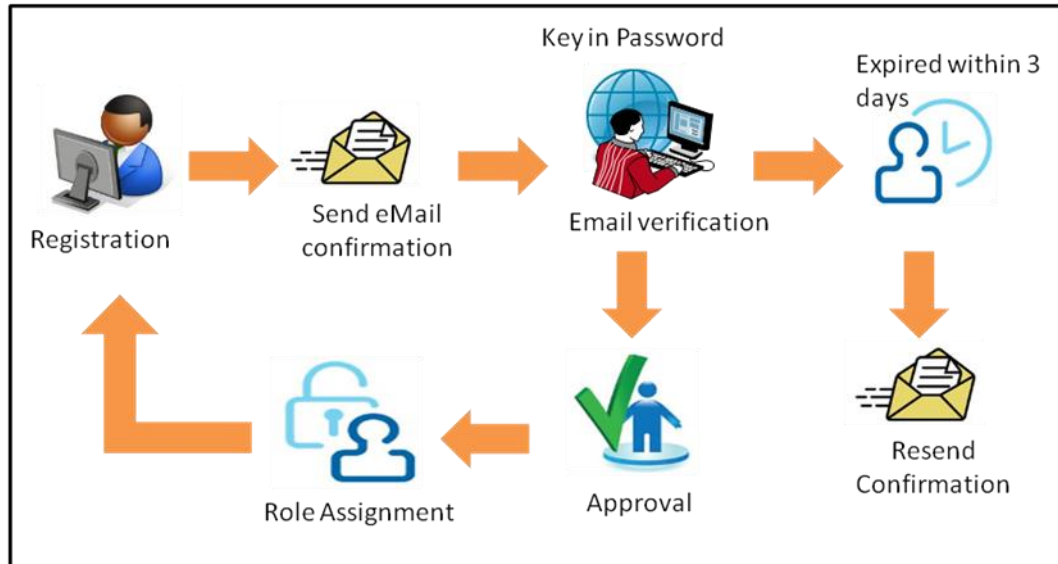 Key in Password
Expired within 3
days
Registration
Send eMail
confirmation
Email verification
Role Assignment
Approval
Resend
Confirmation